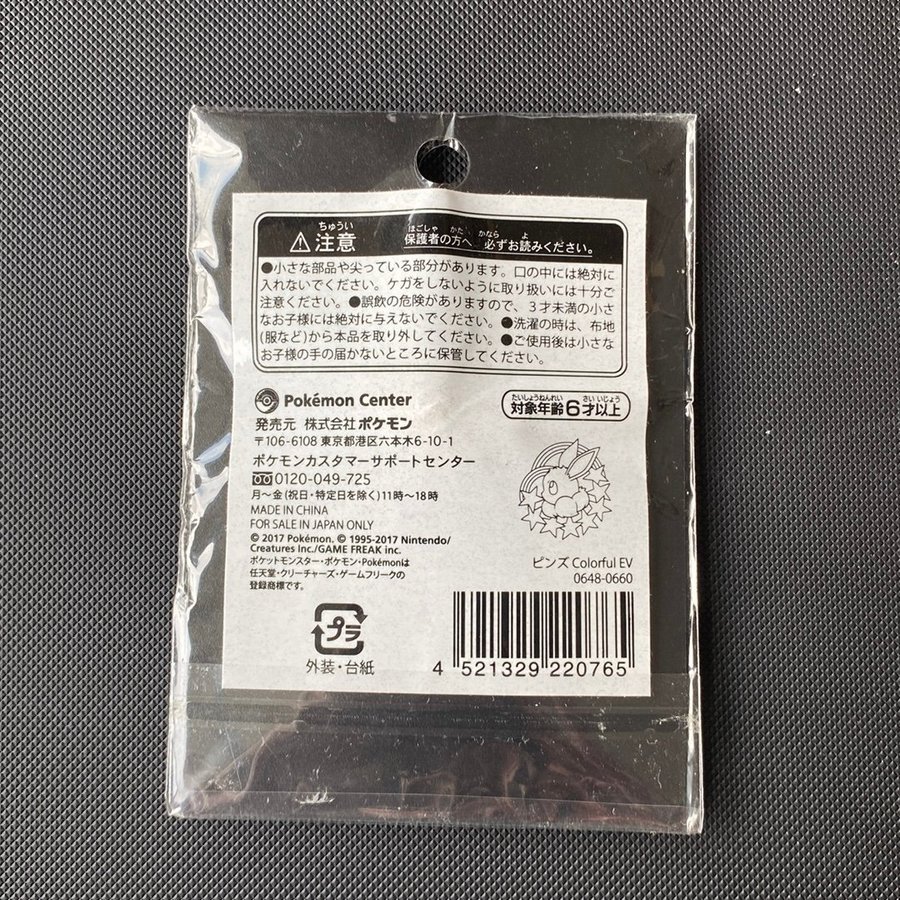 ちゅうい
⚠注意
ほごしゃ かた かなら よ
保護者の方へ 必ずお読みください。
●小さな部品や尖っている部分があります。口の中には絶対に
入れないでください。ケガをしないように取り扱いには十分ご
注意ください。●誤飲の危険がありますので、3才未満の小さ
なお子様には絶対に与えないでください。●洗濯の時は、布地
(服など)から本品を取り外してください。●ご使用後は小さな
お子様の手の届かないところに保管してください。
Pokémon Center
たいしょうねんれい さい いじょう
対象年齢6才以上
発売元 株式会社ポケモン
〒106-6108 東京都港区六本木6-10-1
ポケモンカスタマーサポートセンター
0120-049-725
月～金(祝日・特定日を除く)11時～18時
MADE IN CHINA
FOR SALE IN JAPAN ONLY
© 2017 Pokémon. © 1995-2017 Nintendo/
Creatures Inc./GAME FREAK inc.
ポケットモンスター・ポケモン・Pokémonは
任天堂・クリーチャーズ・ゲームフリークの
登録商標です。
ピンズ Colorful EV
0648-0660
プラ
外装・台紙
4 521329 220765